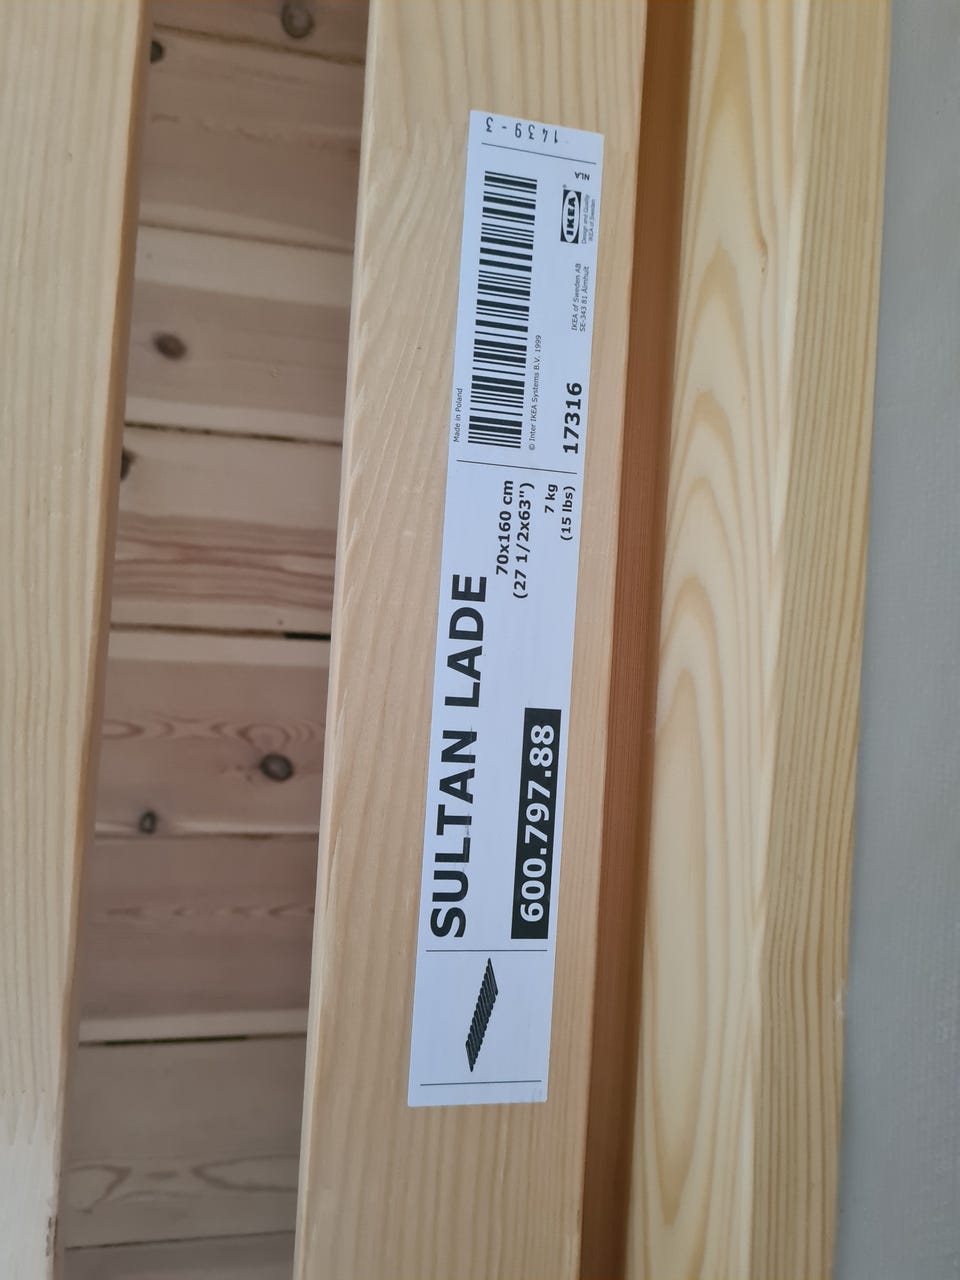 SULTAN LADE
70x160 cm
(27 1/2x63")
600.797.88
7 kg
(15 lbs)
Made in Poland
© Inter IKEA Systems B.V. 1999
17316
IKEA of Sweden AB
SE-343 81 Älmhult
IKEA®
Design and Quality
IKEA of Sweden
NLA
1439-3